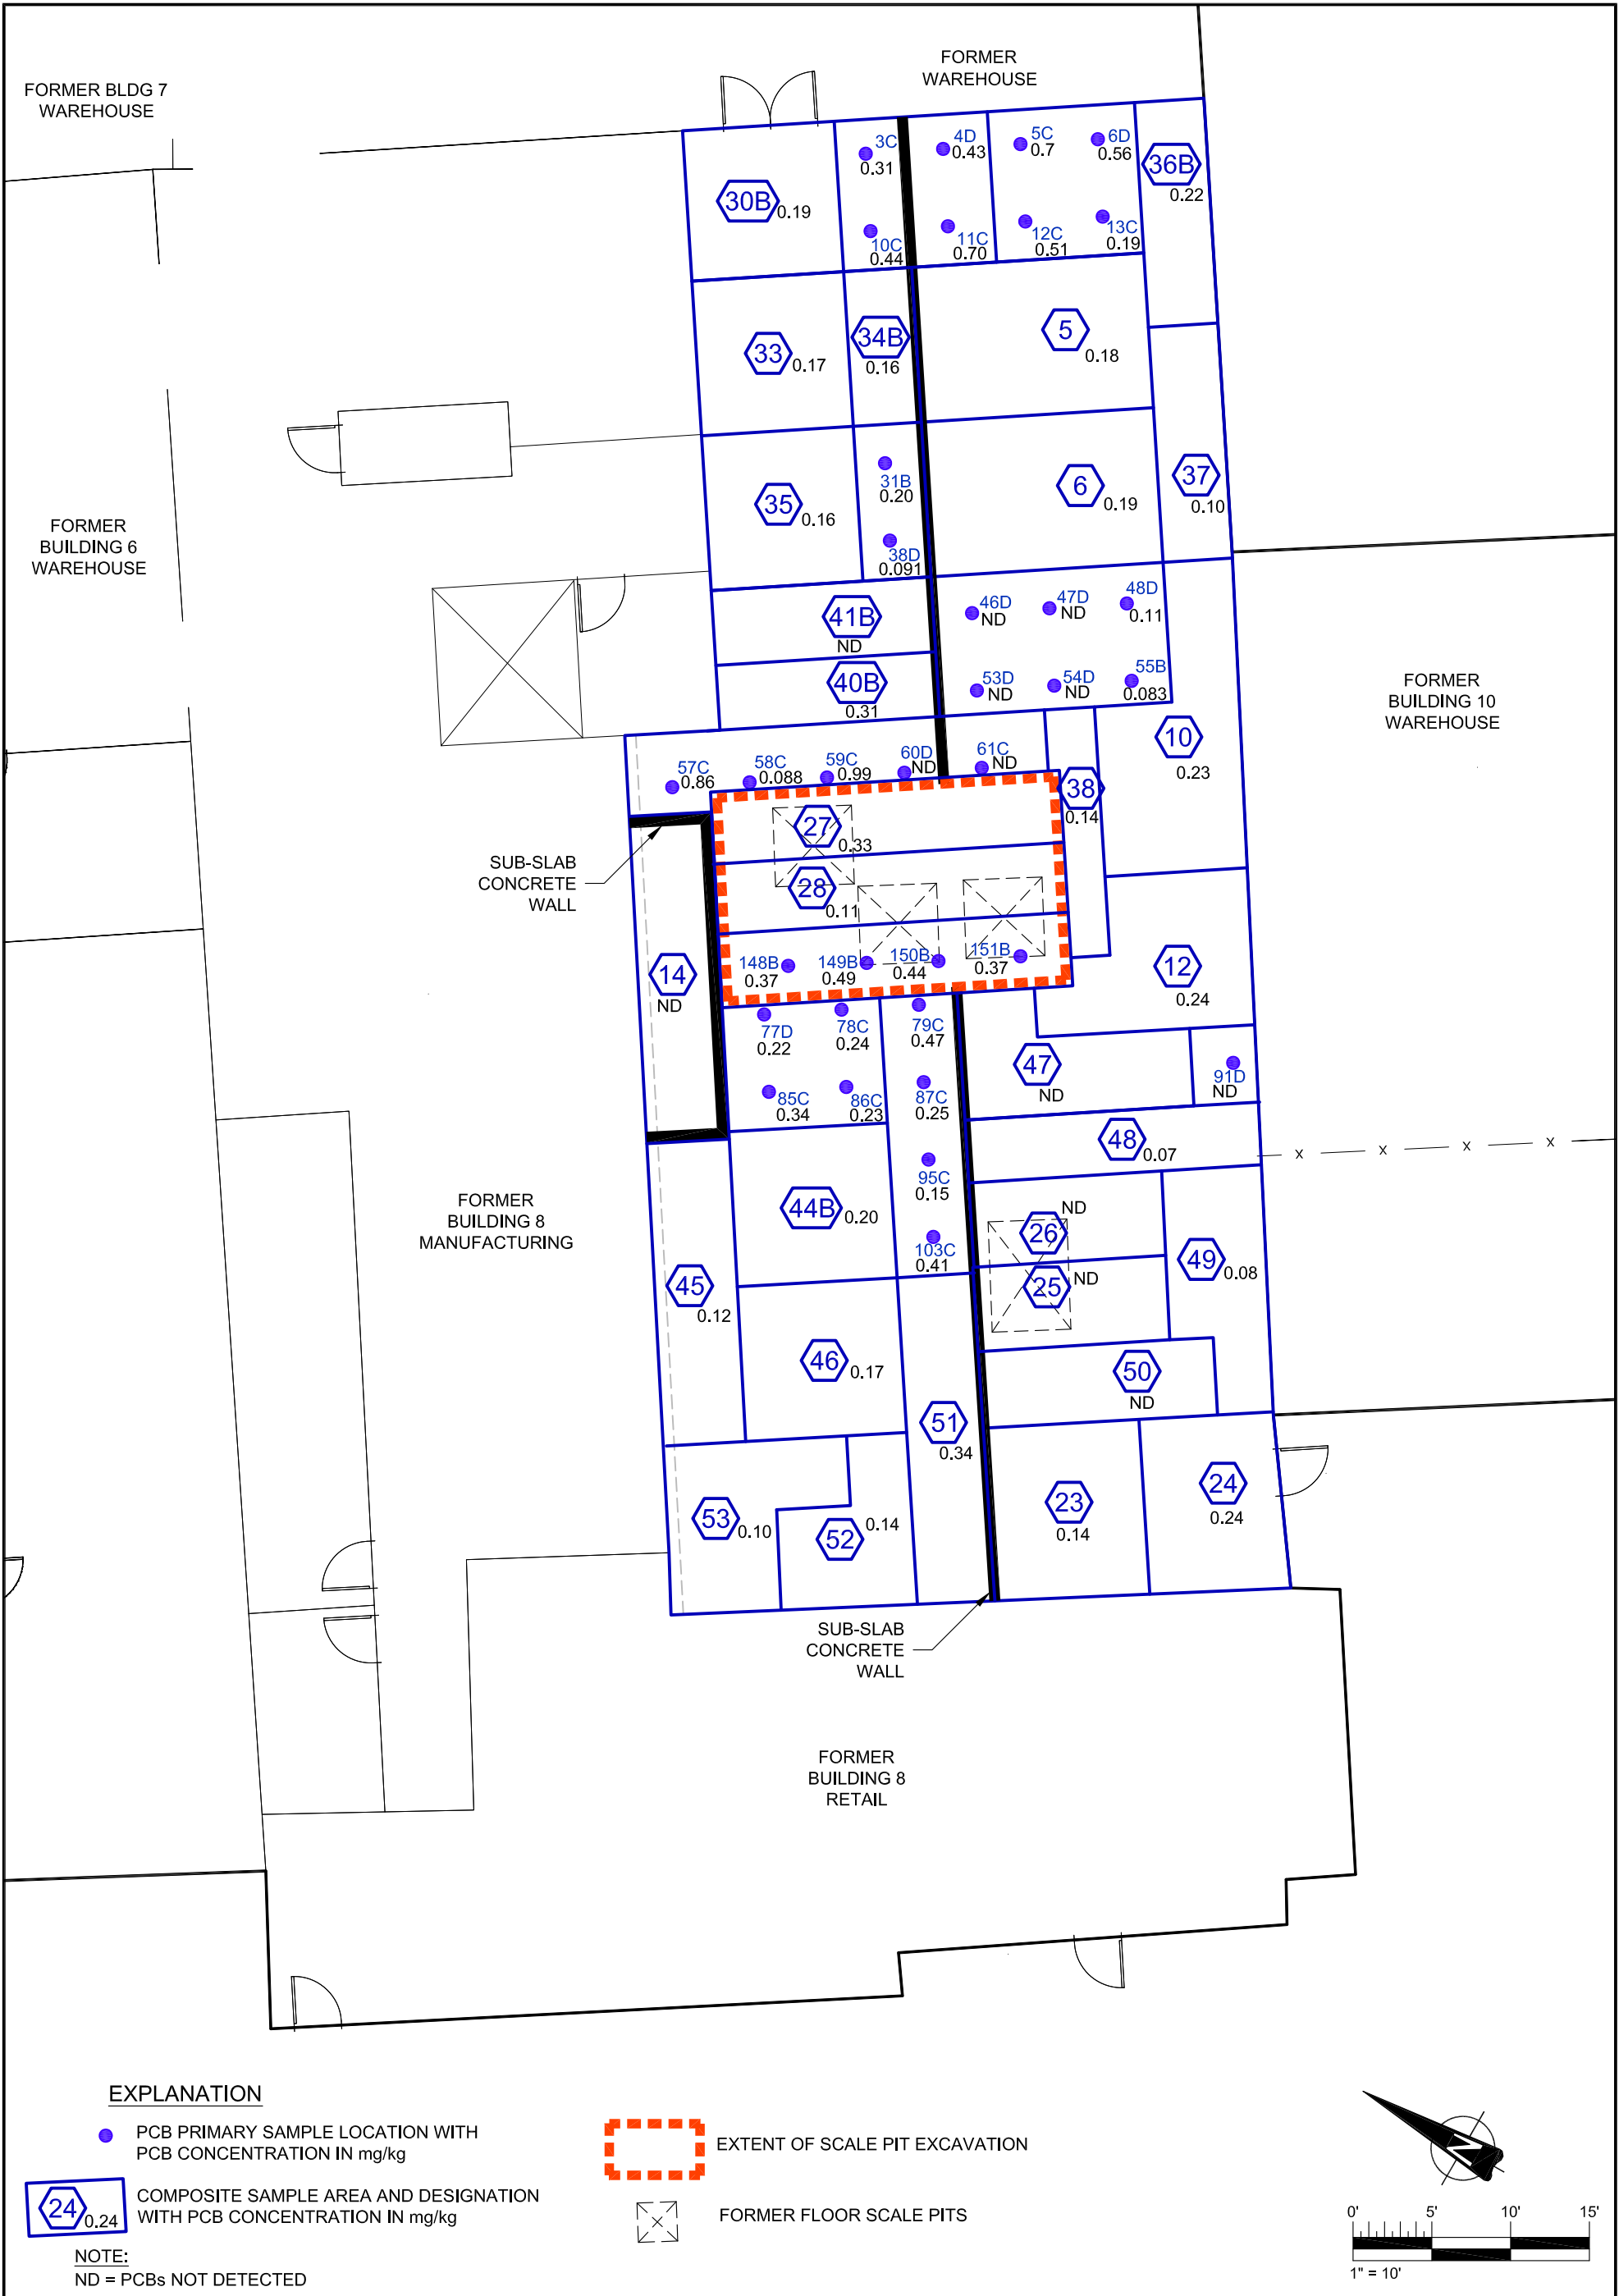 FORMER BLDG 7
WAREHOUSE
FORMER
WAREHOUSE
3C
0.31
4D
0.43
5C
0.7
6D
0.56
36B
0.22
30B
0.19
10C
0.44
11C
0.70
12C
0.51
13C
0.19
33
0.17
34B
0.16
5
0.18
35
0.16
31B
0.20
38D
0.091
6
0.19
37
0.10
FORMER
BUILDING 6
WAREHOUSE
41B
ND
40B
0.31
46D
ND
47D
ND
48D
0.11
53D
ND
54D
ND
55B
0.083
10
0.23
FORMER
BUILDING 10
WAREHOUSE
57C
0.86
58C
0.088
59C
0.99
60D
ND
61C
ND
38
0.14
27
0.33
SUB-SLAB
CONCRETE
WALL
28
0.11
14
ND
148B
0.37
149B
0.49
150B
0.44
151B
0.37
12
0.24
77D
0.22
78C
0.24
79C
0.47
47
ND
91D
ND
85C
0.34
86C
0.23
87C
0.25
48
0.07
X
X
X
X
95C
0.15
FORMER
BUILDING 8
MANUFACTURING
44B
0.20
26
ND
103C
0.41
25
ND
49
0.08
45
0.12
46
0.17
50
ND
51
0.34
53
0.10
52
0.14
23
0.14
24
0.24
SUB-SLAB
CONCRETE
WALL
FORMER
BUILDING 8
RETAIL
EXPLANATION
PCB PRIMARY SAMPLE LOCATION WITH
PCB CONCENTRATION IN mg/kg
EXTENT OF SCALE PIT EXCAVATION
24
0.24
COMPOSITE SAMPLE AREA AND DESIGNATION
WITH PCB CONCENTRATION IN mg/kg
FORMER FLOOR SCALE PITS
NOTE:
ND = PCBs NOT DETECTED
N
0' 5' 10' 15'
1" = 10'